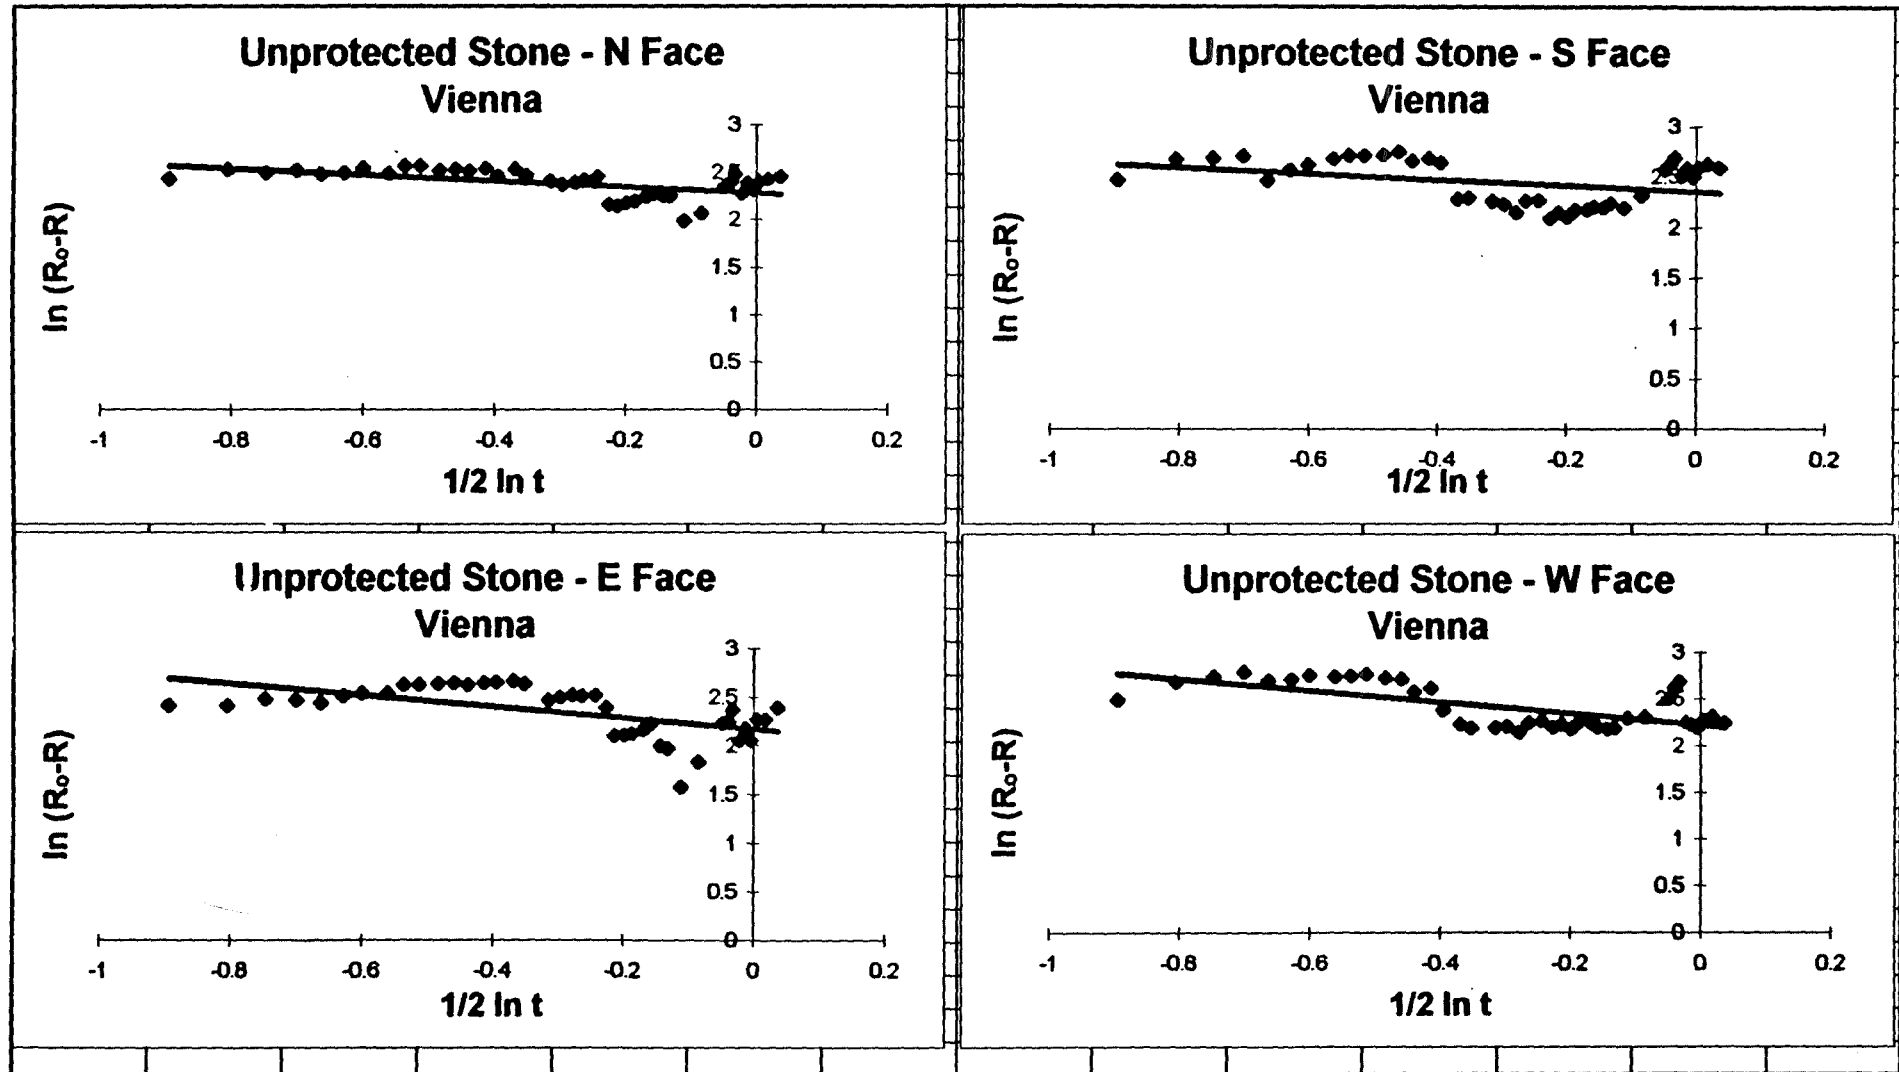 Unprotected Stone - N Face
Vienna
3
2.5
2
1.5
1
0.5
0
-1 -0.8 -0.6 -0.4 -0.2 0 0.2
ln (Ro-R)
1/2 ln t
Unprotected Stone - S Face
Vienna
3
2.5
2
1.5
1
0.5
0
-1 -0.8 -0.6 -0.4 -0.2 0 0.2
ln (Ro-R)
1/2 ln t
Unprotected Stone - E Face
Vienna
3
2.5
2
1.5
1
0.5
0
-1 -0.8 -0.6 -0.4 -0.2 0 0.2
ln (Ro-R)
1/2 ln t
Unprotected Stone - W Face
Vienna
3
2.5
2
1.5
1
0.5
0
-1 -0.8 -0.6 -0.4 -0.2 0 0.2
ln (Ro-R)
1/2 ln t